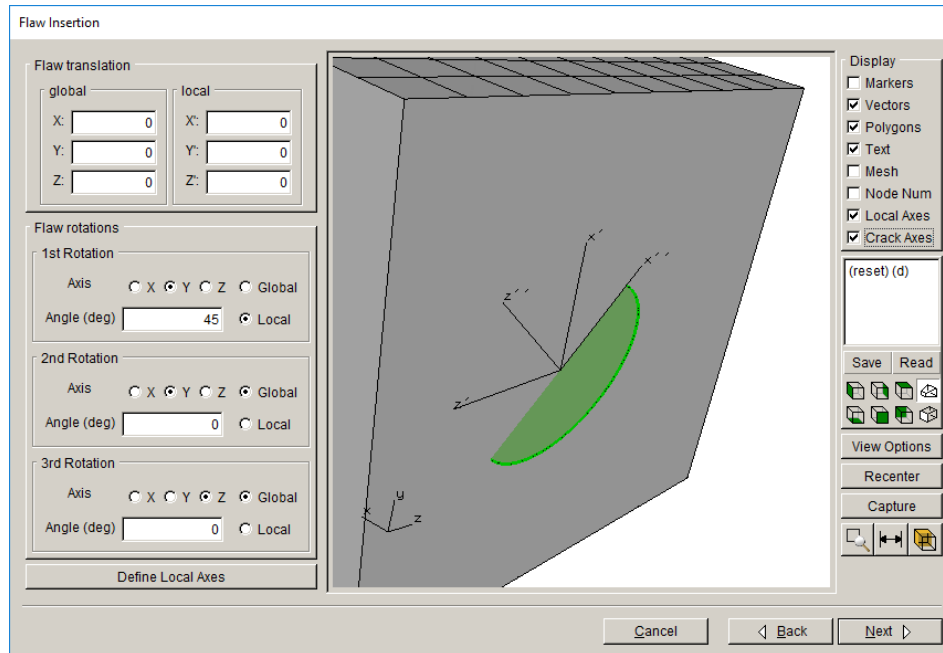 Flaw Insertion
Flaw translation
global
local
X: 0
X': 0
Y: 0
Y': 0
Z: 0
Z': 0
Flaw rotations
1st Rotation
Axis X Y Z Global
Angle (deg) 45 Local
2nd Rotation
Axis X Y Z Global
Angle (deg) 0 Local
3rd Rotation
Axis X Y Z Global
Angle (deg) 0 Local
Define Local Axes
x'
x''
z''
z'
y
x
z
Display
Markers
Vectors
Polygons
Text
Mesh
Node Num
Local Axes
Crack Axes
(reset) (d)
Save Read
View Options
Recenter
Capture
Cancel
Back
Next